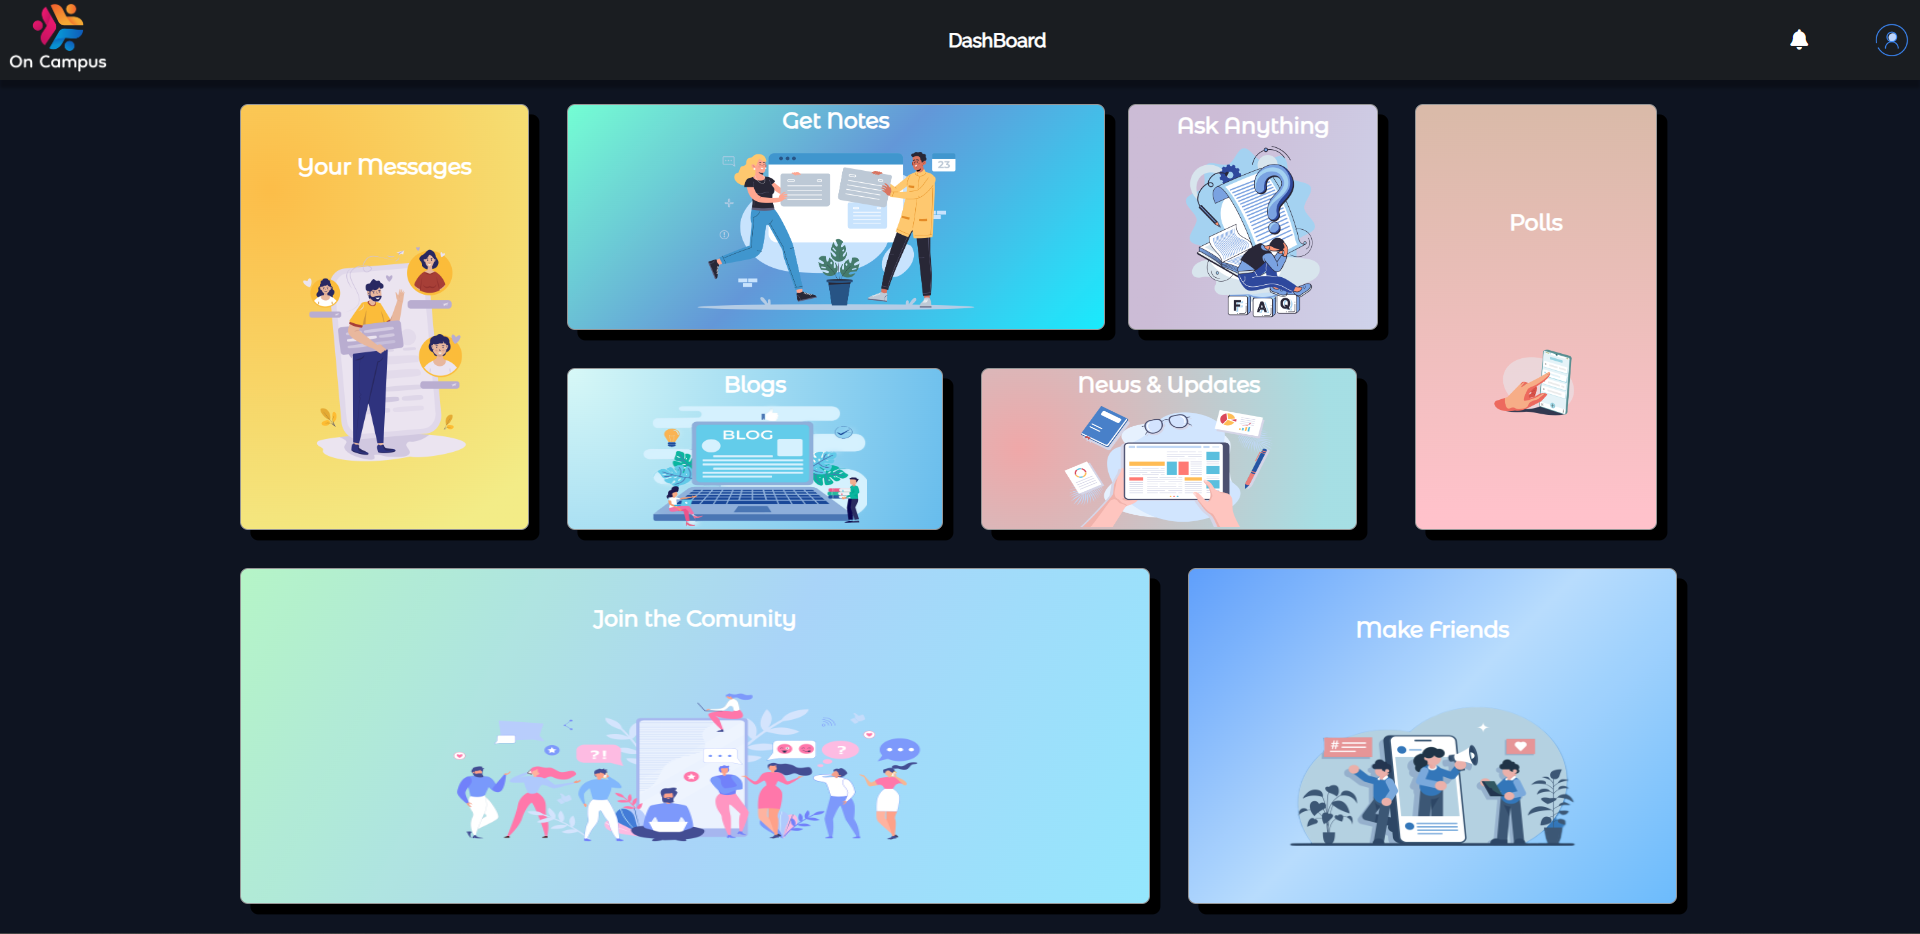 On Campus
DashBoard
Your Messages
Get Notes
23
Ask Anything
F A Q
Polls
Blogs
BLOG
News & Updates
Join the Comunity
?!
?
Make Friends
#